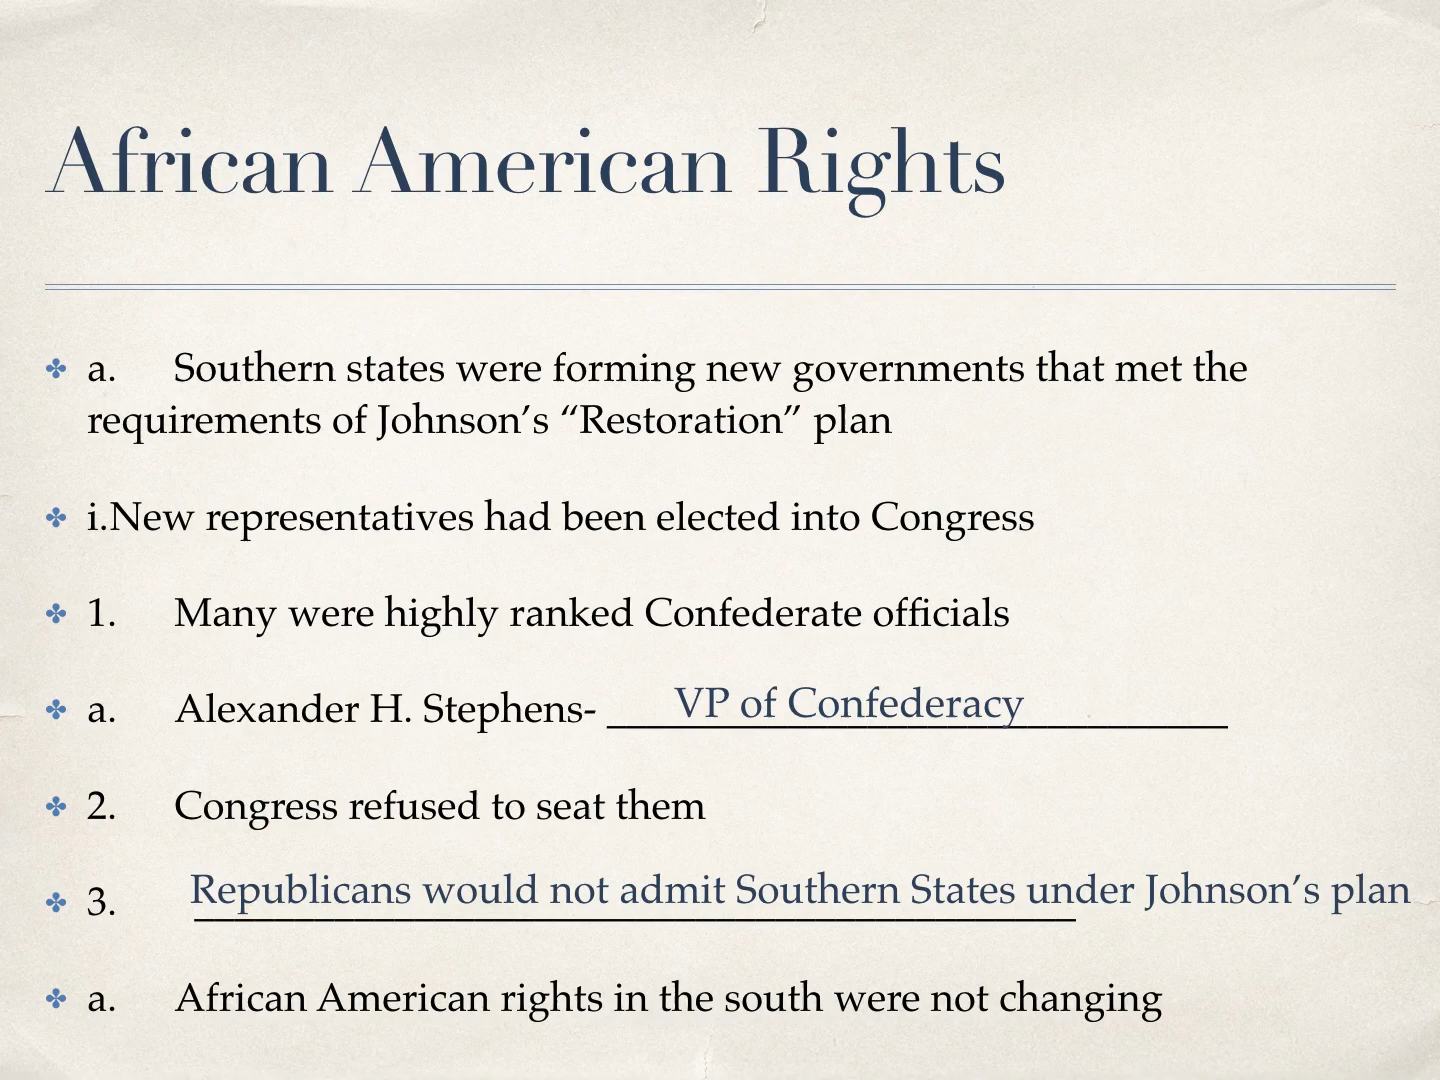 African American Rights
a. Southern states were forming new governments that met the
requirements of Johnson’s “Restoration” plan
i.New representatives had been elected into Congress
1. Many were highly ranked Confederate officials
a. Alexander H. Stephens- VP of Confederacy
2. Congress refused to seat them
3. Republicans would not admit Southern States under Johnson’s plan
a. African American rights in the south were not changing